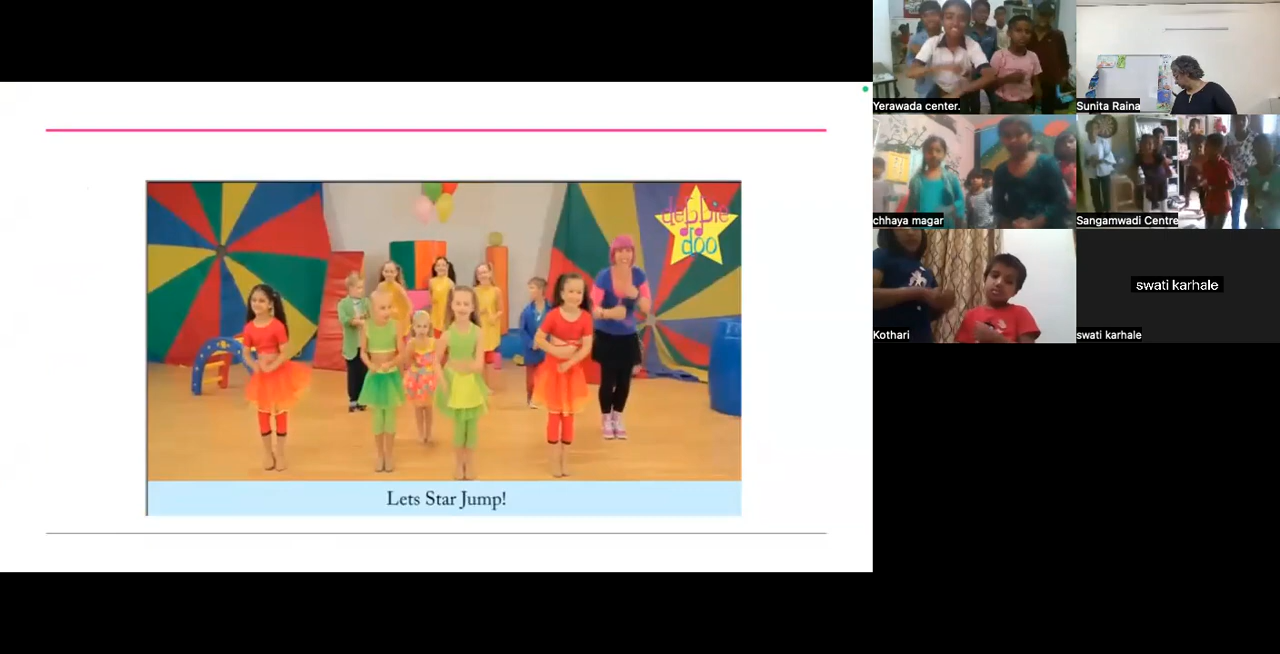 debbie
doo
Lets Star Jump!
Yerawada center.
Sunita Raina
chhaya magar
Sangamwadi Centre
Kothari
swati karhale
swati karhale